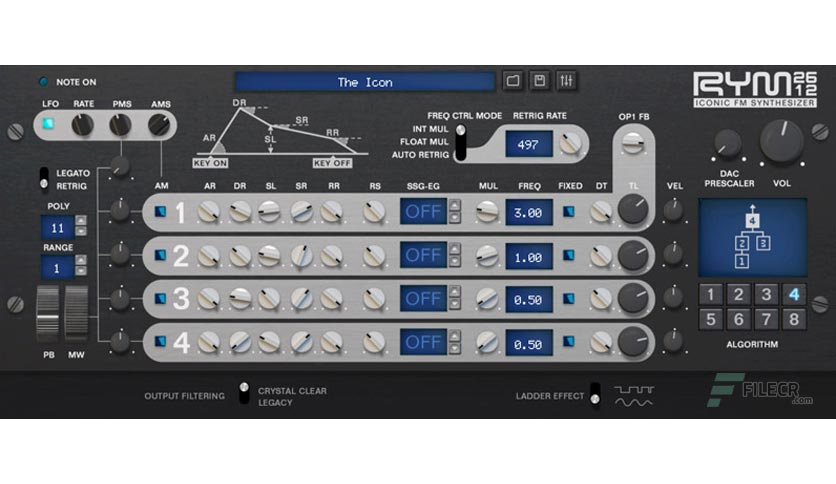 NOTE ON
The Icon
RYM2612
ICONIC FM SYNTHESIZER
LFO RATE PMS AMS
DR
SR
SL
AR
RR
KEY ON
KEY OFF
FREQ CTRL MODE RETRIG RATE
INT MUL
FLOAT MUL
AUTO RETRIG
497
OP1 FB
DAC
PRESCALER
VOL
LEGATO
RETRIG
AM AR DR SL SR RR RS SSG-EG MUL FREQ FIXED DT TL VEL
POLY
11
RANGE
1
PB MW
1 OFF 3.00
2 OFF 1.00
3 OFF 0.50
4 OFF 0.50
4
2 3
1
1 2 3 4
5 6 7 8
ALGORITHM
OUTPUT FILTERING
CRYSTAL CLEAR
LEGACY
LADDER EFFECT
FILECR
.com